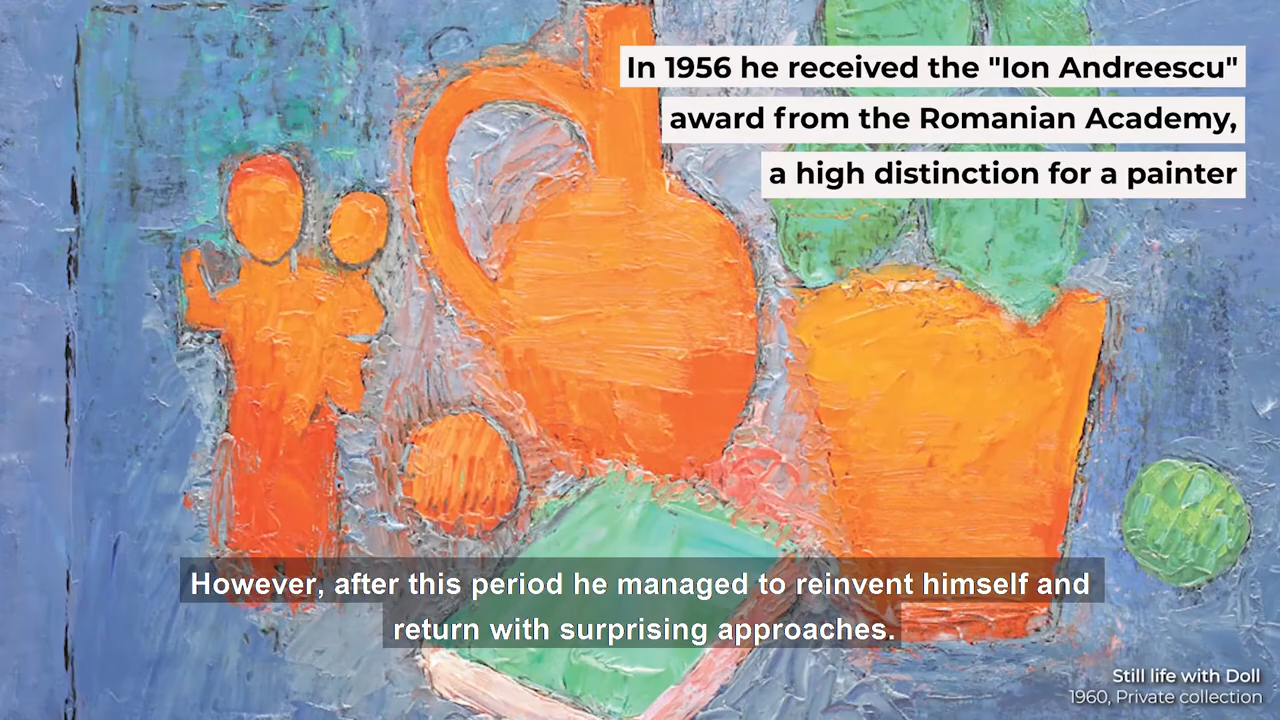 In 1956 he received the "Ion Andreescu"
award from the Romanian Academy,
a high distinction for a painter
However, after this period he managed to reinvent himself and
return with surprising approaches.
Still life with Doll
1960, Private collection